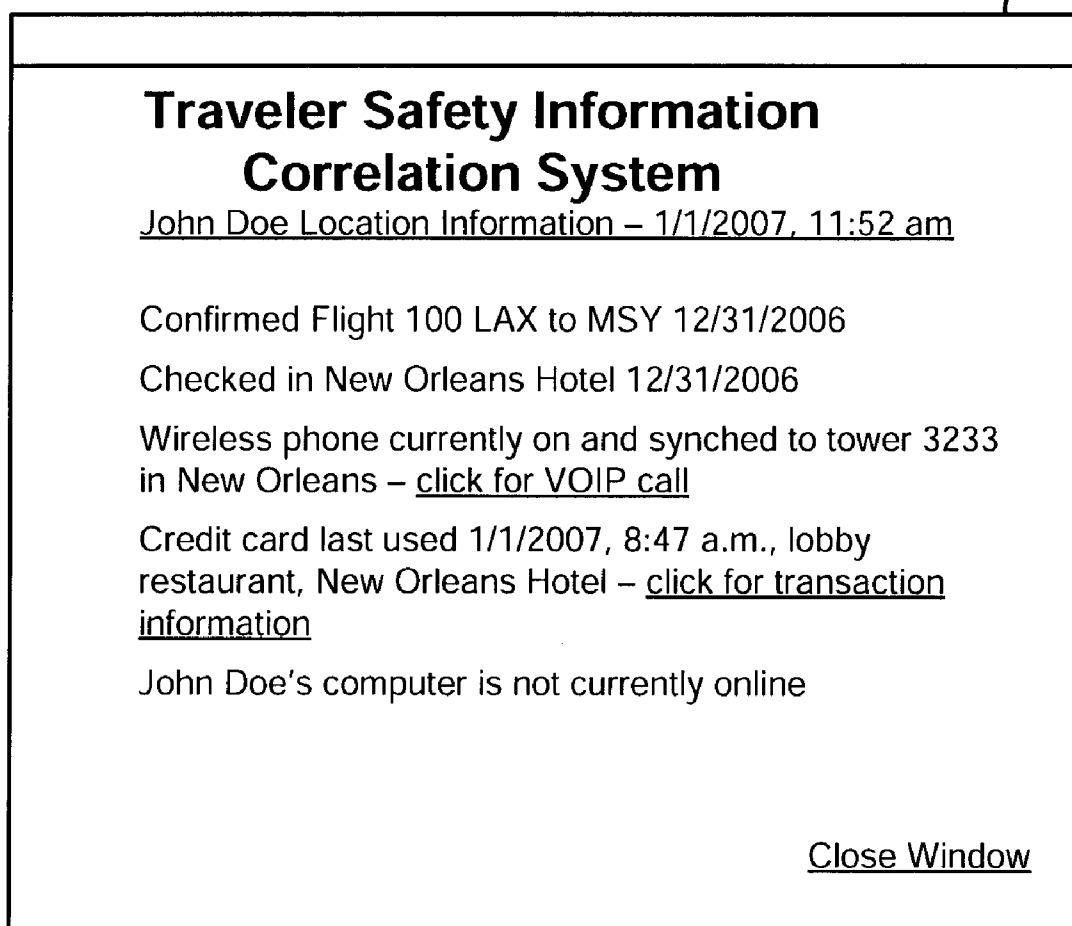 Traveler Safety Information
Correlation System
John Doe Location Information – 1/1/2007, 11:52 am
Confirmed Flight 100 LAX to MSY 12/31/2006
Checked in New Orleans Hotel 12/31/2006
Wireless phone currently on and synched to tower 3233
in New Orleans – click for VOIP call
Credit card last used 1/1/2007, 8:47 a.m., lobby
restaurant, New Orleans Hotel – click for transaction
information
John Doe's computer is not currently online
Close Window